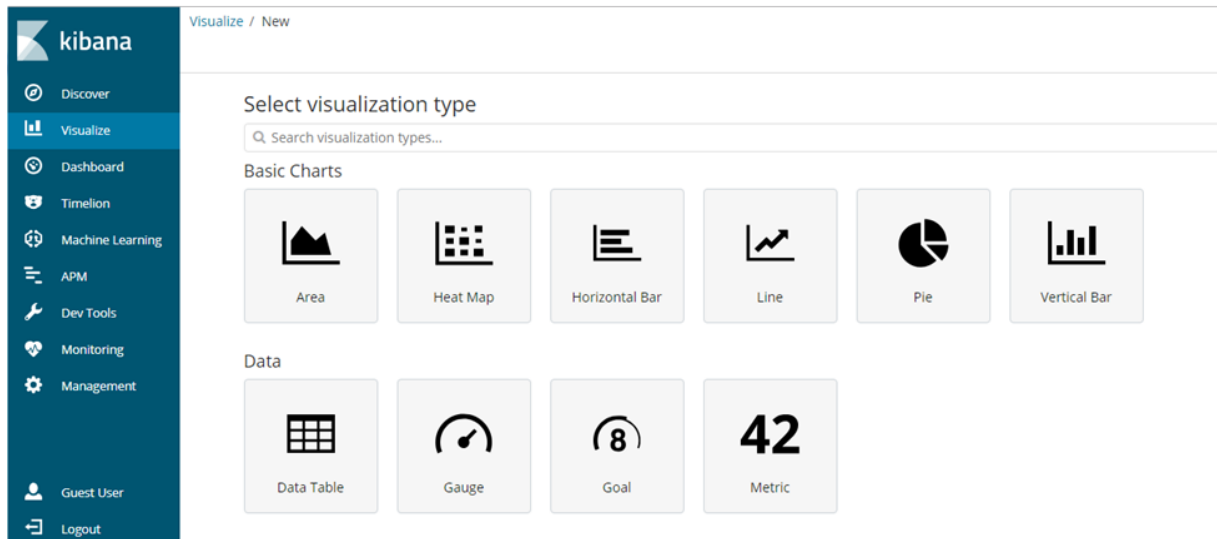 kibana
Discover
Visualize
Dashboard
Timelion
Machine Learning
APM
Dev Tools
Monitoring
Management
Guest User
Logout
Visualize / New
Select visualization type
Search visualization types...
Basic Charts
Area
Heat Map
Horizontal Bar
Line
Pie
Vertical Bar
Data
8
42
Data Table
Gauge
Goal
Metric